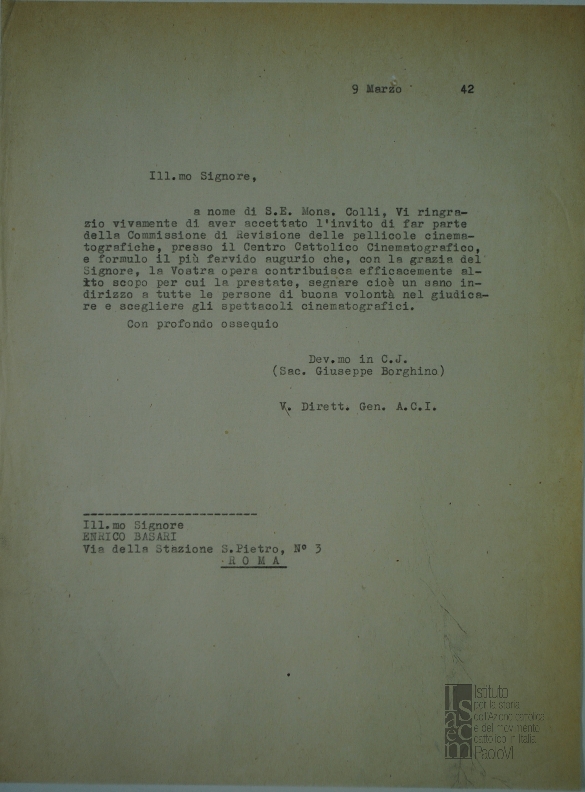 9 Marzo 42
Ill.mo Signore,
a nome di S.E. Mons. Colli, Vi ringra-
zio vivamente di aver accettato l'invito di far parte
della Commissione di Revisione delle pellicole cinema-
tografiche, presso il Centro Cattolico Cinematografico,
e formulo il più fervido augurio che, con la grazia del
Signore, la Vostra opera contribuisca efficacemente al-
lo scopo per cui la prestate, segnare cioè un sano in-
dirizzo a tutte le persone di buona volontà nel giudica-
re e scegliere gli spettacoli cinematografici.
Con profondo ossequio
Dev.mo in C.J.
(Sac. Giuseppe Borghino)
V. Dirett. Gen. A.C.I.
Ill.mo Signore
ENRICO BASARI
Via della Stazione S.Pietro, N° 3
ROMA
Isacem
Istituto
per la storia
dell'Azione cattolica
e del movimento
cattolico in Italia
Paolo VI